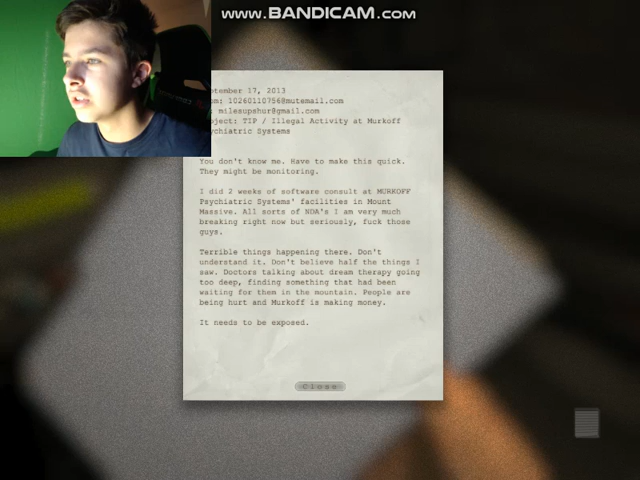 www.BANDICAM.com
ptember 17, 2013
m: 10260110756@mutemail.com
milesupshur@gmail.com
ject: TIP / Illegal Activity at Murkoff
ychiatric Systems
You don't know me. Have to make this quick.
They might be monitoring.
I did 2 weeks of software consult at MURKOFF
Psychiatric Systems' facilities in Mount
Massive. All sorts of NDA's I am very much
breaking right now but seriously, fuck those
guys.
Terrible things happening there. Don't
understand it. Don't believe half the things I
saw. Doctors talking about dream therapy going
too deep, finding something that had been
waiting for them in the mountain. People are
being hurt and Murkoff is making money.
It needs to be exposed.
Close